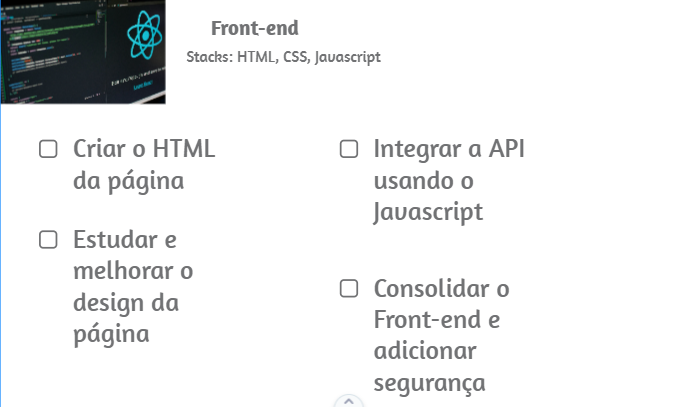 Front-end
Stacks: HTML, CSS, Javascript
Criar o HTML
da página
Estudar e
melhorar o
design da
página
Integrar a API
usando o
Javascript
Consolidar o
Front-end e
adicionar
segurança